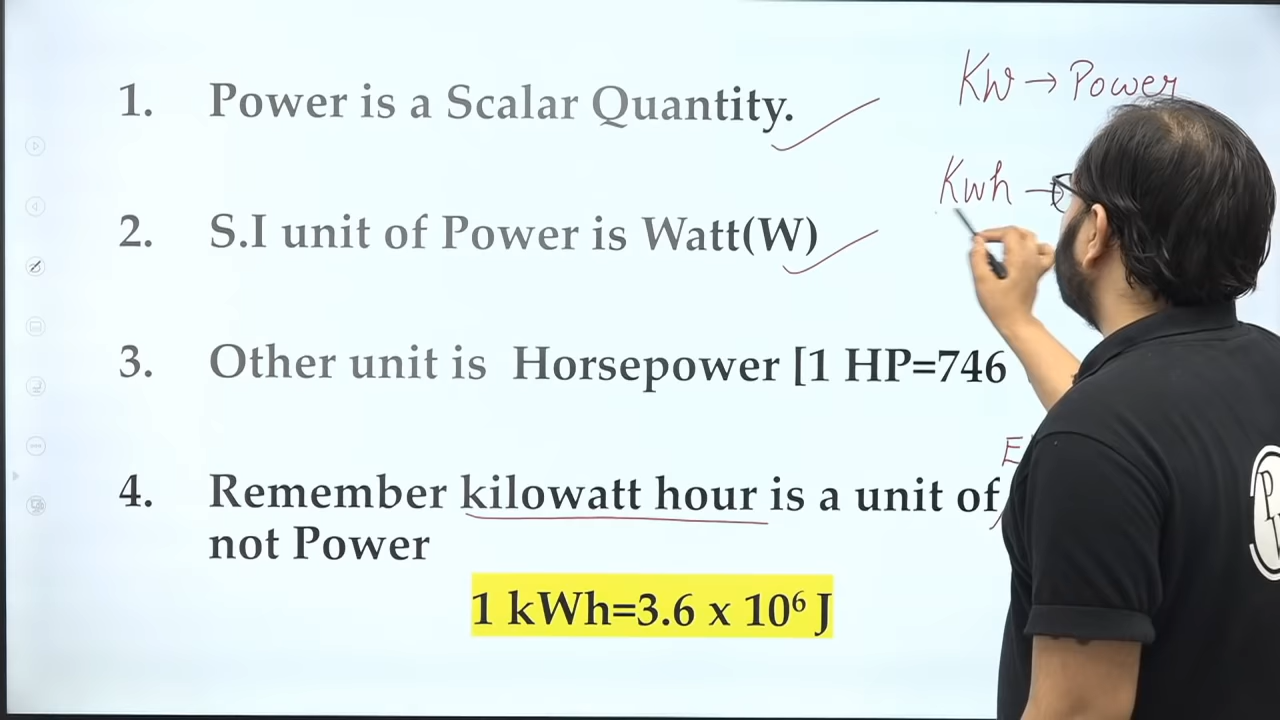 1. Power is a Scalar Quantity.
KW → Power
Kwh →
2. S.I unit of Power is Watt(W)
3. Other unit is Horsepower [1 HP=746
E
4. Remember kilowatt hour is a unit of
not Power
1 kWh=3.6 x 10⁶ J
P